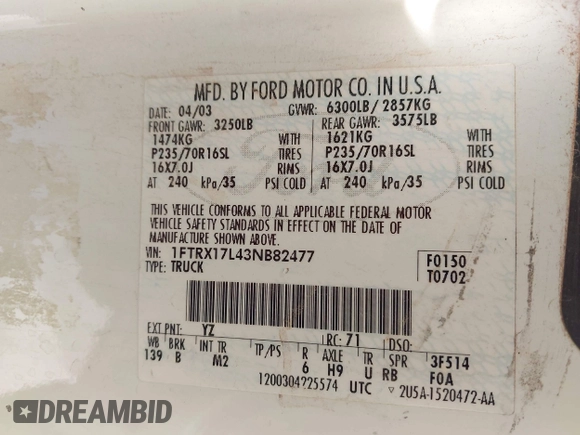 MFD. BY FORD MOTOR CO. IN U.S.A.
DATE: 04/03 GVWR: 6300LB/ 2857KG
FRONT GAWR: 3250LB REAR GAWR: 3575LB
1474KG WITH 1621KG WITH
P235/70R16SL TIRES P235/70R16SL TIRES
16X7.0J RIMS 16X7.0J RIMS
AT 240 kPa/35 PSI COLD AT 240 kPa/35 PSI COLD
THIS VEHICLE CONFORMS TO ALL APPLICABLE FEDERAL MOTOR
VEHICLE SAFETY STANDARDS IN EFFECT ON THE DATE OF
MANUFACTURE SHOWN ABOVE.
VIN: 1FTRX17L43NB82477 F0150
TYPE: TRUCK T0702
EXT PNT: YZ RC: 71 DSO:
WB BRK INT TR TP/PS R AXLE TR SPR 3F514
139 B M2 6 H9 U RB F0A
1200304225574 UTC 2U5A-1520472-AA
Ford
DREAMBID